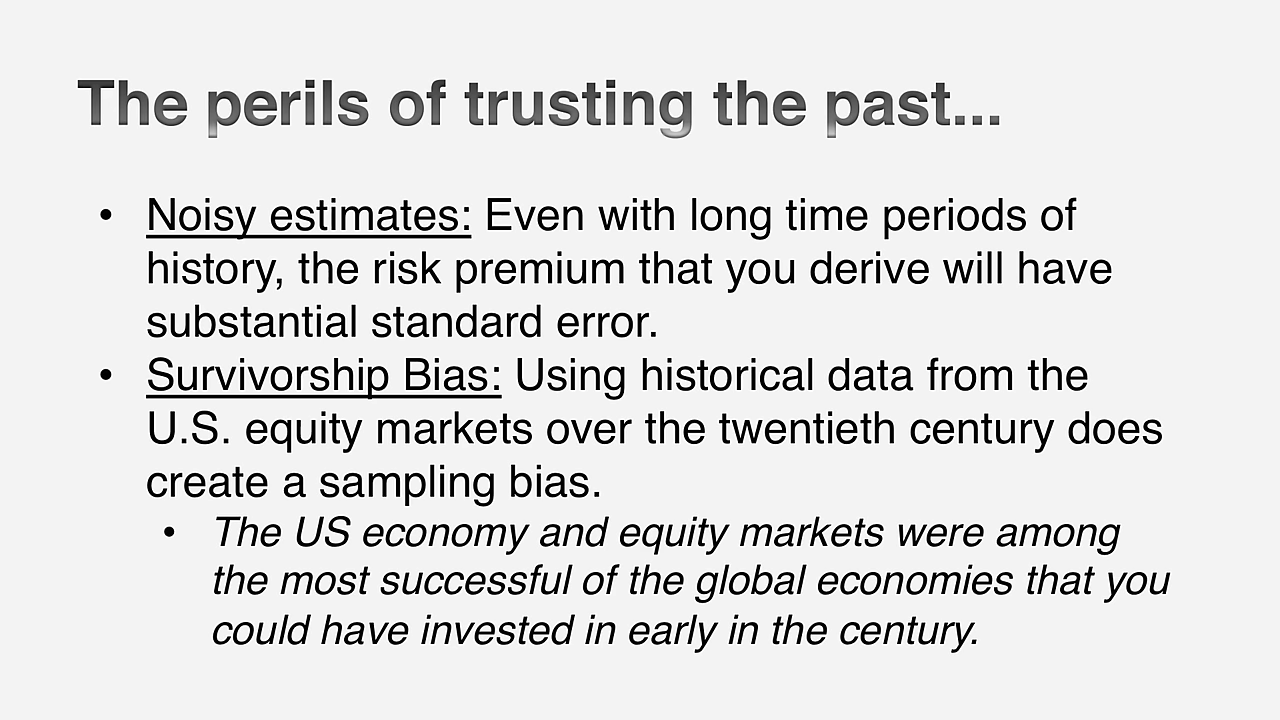 The perils of trusting the past...
• Noisy estimates: Even with long time periods of
history, the risk premium that you derive will have
substantial standard error.
• Survivorship Bias: Using historical data from the
U.S. equity markets over the twentieth century does
create a sampling bias.
• The US economy and equity markets were among
the most successful of the global economies that you
could have invested in early in the century.